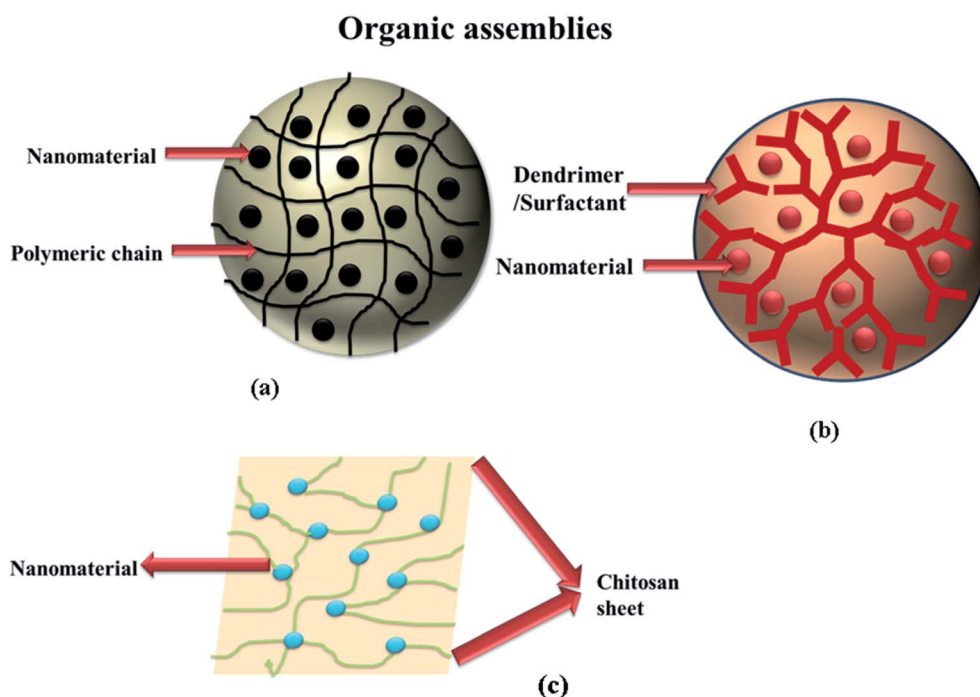 Organic assemblies
Nanomaterial
Polymeric chain
(a)
Dendrimer
/Surfactant
Nanomaterial
(b)
Nanomaterial
Chitosan
sheet
(c)